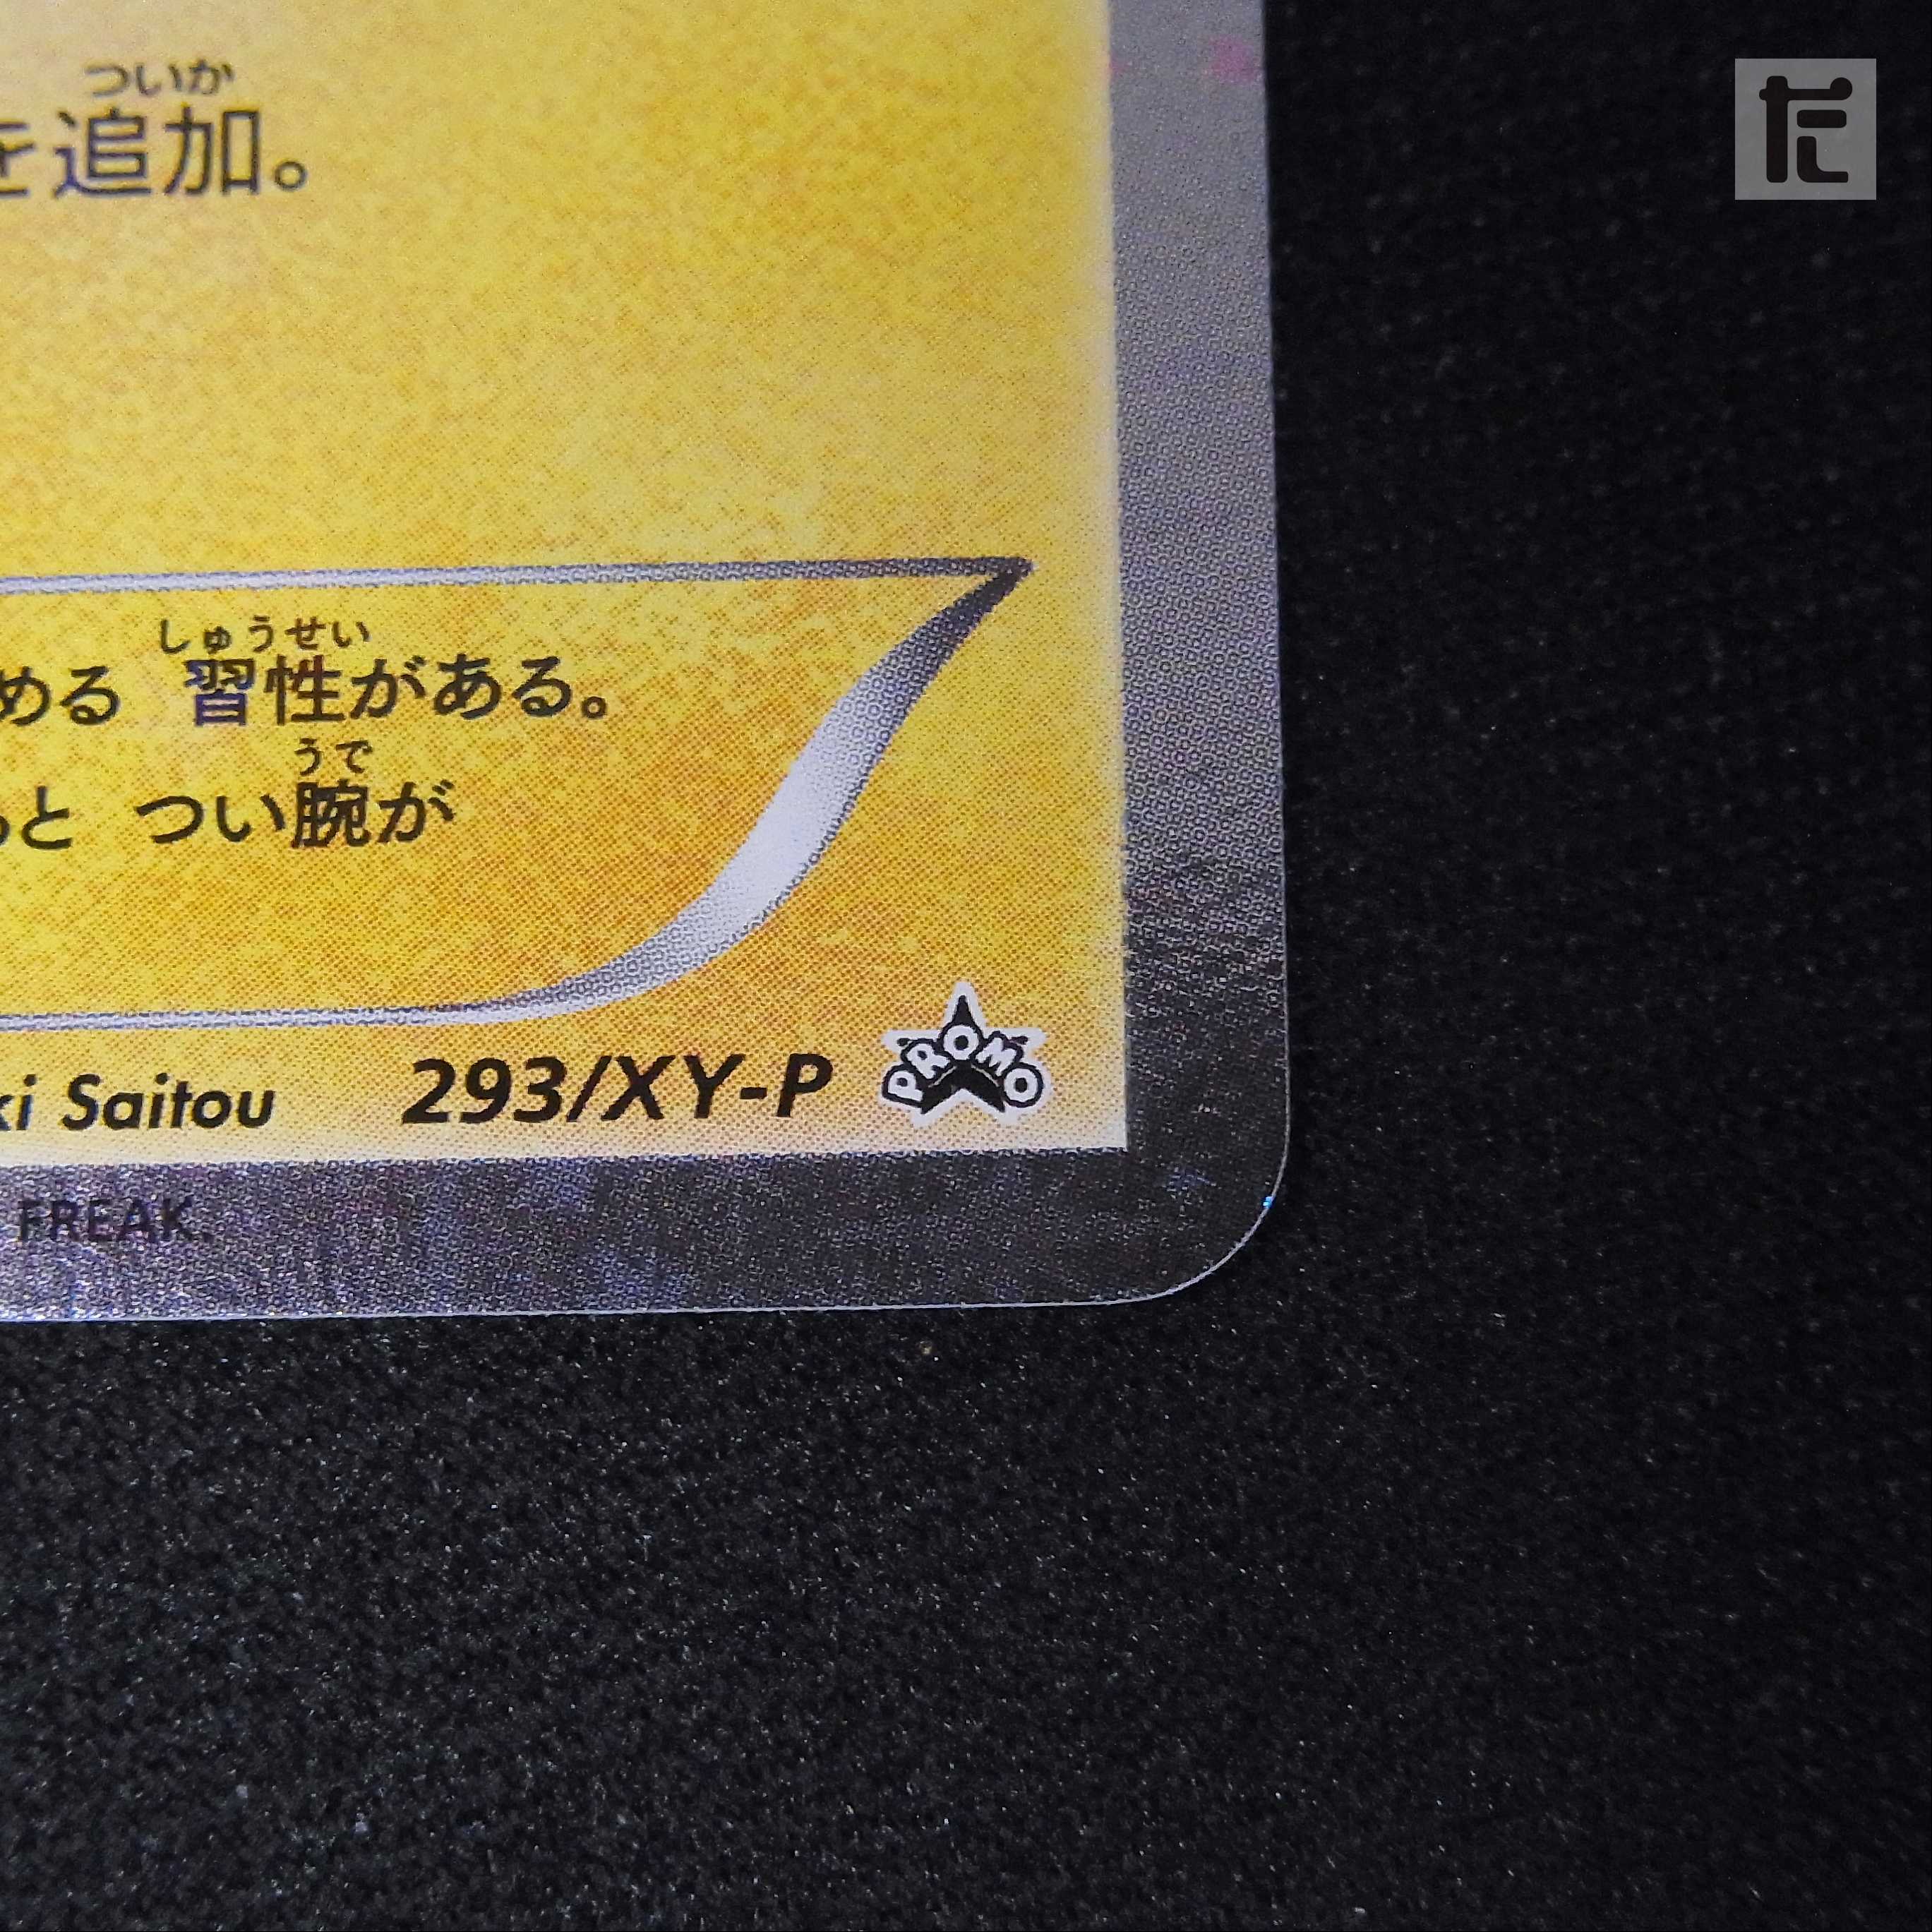 ついか
を追加。
しゅうせい
める 習性がある。
うで
ると つい腕が
ki Saitou 293/XY-P PROMO
FREAK.